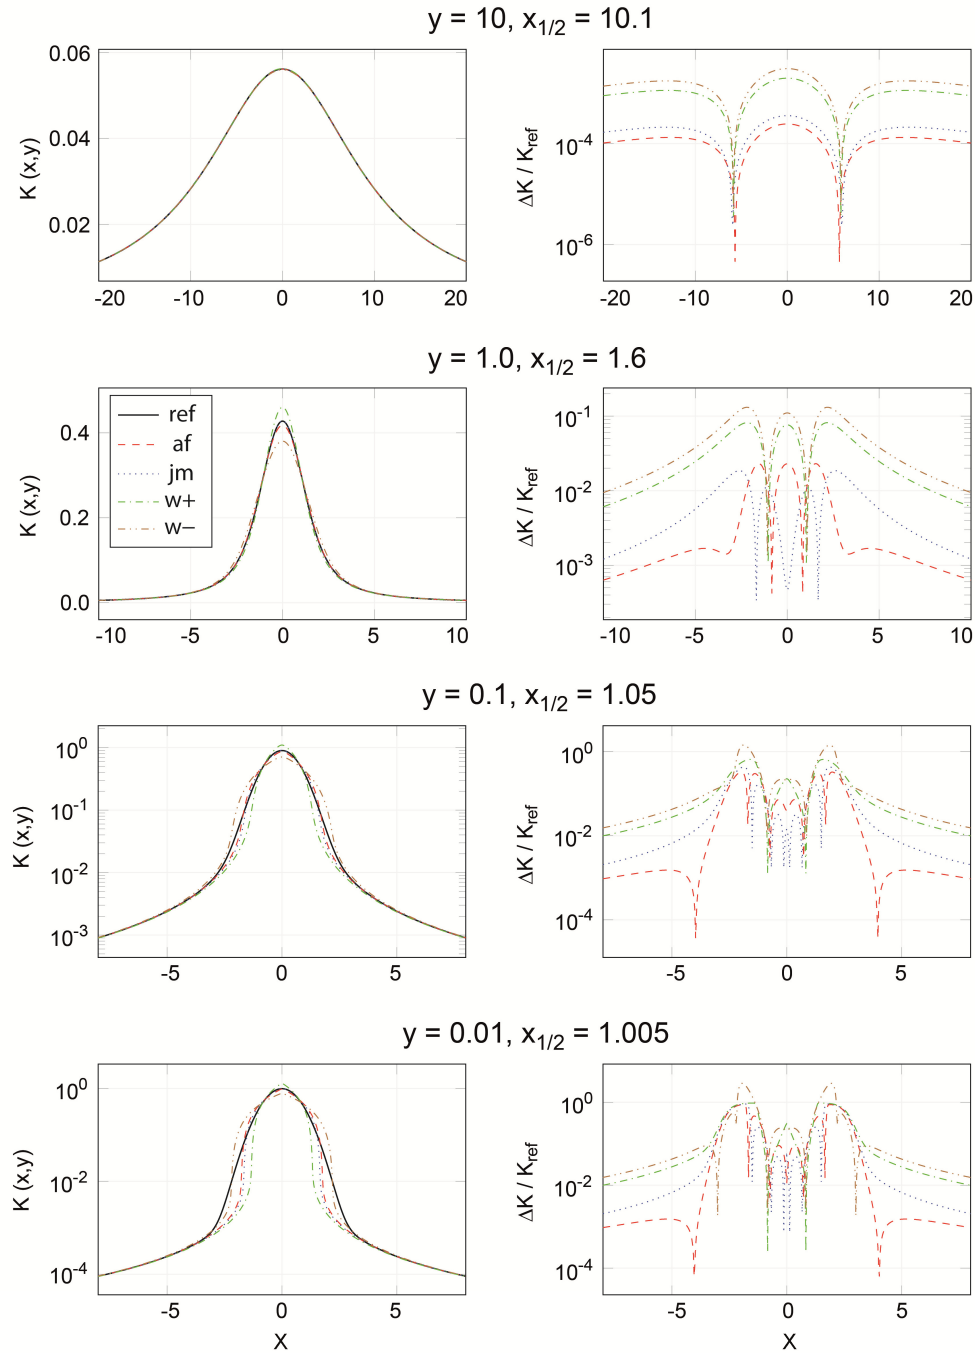 y = 10, x1/2 = 10.1
K (x,y)
0.06
0.04
0.02
-20 -10 0 10 20
ΔK / Kref
10-4
10-6
-20 -10 0 10 20
y = 1.0, x1/2 = 1.6
K (x,y)
0.4
0.2
0.0
ref
af
jm
w+
w−
-10 -5 0 5 10
ΔK / Kref
10-1
10-2
10-3
-10 -5 0 5 10
y = 0.1, x1/2 = 1.05
K (x,y)
100
10-1
10-2
10-3
-5 0 5
ΔK / Kref
100
10-2
10-4
-5 0 5
y = 0.01, x1/2 = 1.005
K (x,y)
100
10-2
10-4
-5 0 5
X
ΔK / Kref
100
10-2
10-4
-5 0 5
X